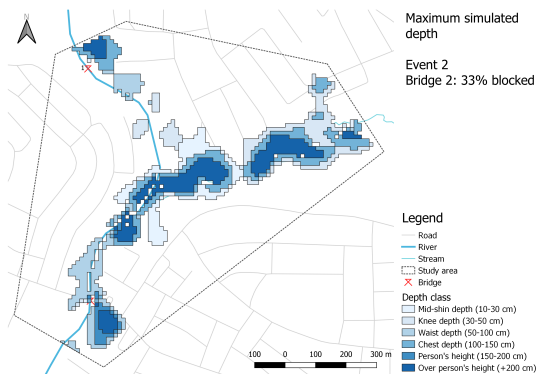 Maximum simulated
depth
Event 2
Bridge 2: 33% blocked
N
1
Legend
Road
River
Stream
Study area
Bridge
Depth class
Mid-shin depth (10-30 cm)
Knee depth (30-50 cm)
Waist depth (50-100 cm)
Chest depth (100-150 cm)
Person's height (150-200 cm)
Over person's height (+200 cm)
100 0 100 200 300 m